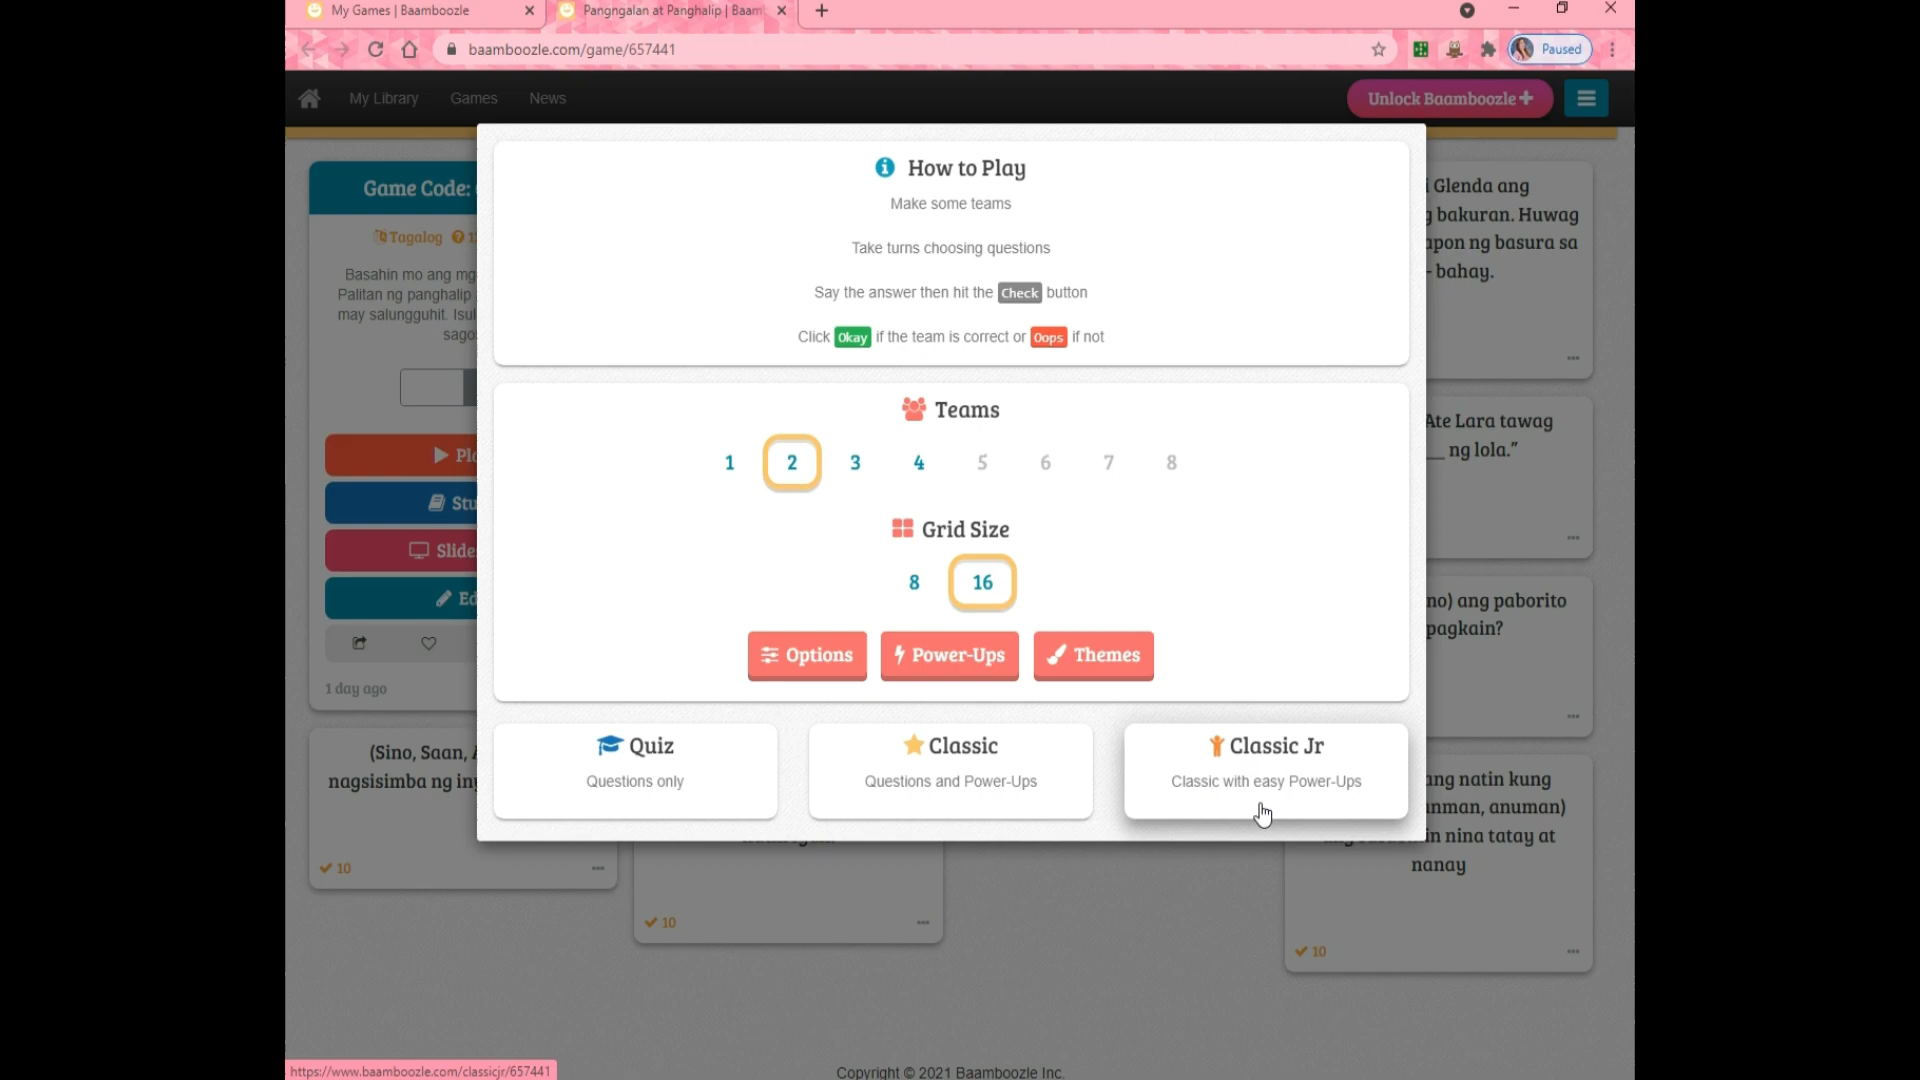 My Games | Baamboozle
Pangngalan at Panghalip | Baam
baamboozle.com/game/657441
Paused
My Library
Games
News
Unlock Baamboozle+
Game Code:
Tagalog
Basahin mo ang mg
Palitan ng panghalip
may salungguhit. Isul
sago
Pla
Stu
Slide
Ed
1 day ago
How to Play
Make some teams
Take turns choosing questions
Say the answer then hit the Check button
Click Okay if the team is correct or Oops if not
Teams
1 2 3 4 5 6 7 8
Grid Size
8 16
Options
Power-Ups
Themes
Quiz
Questions only
Classic
Questions and Power-Ups
Classic Jr
Classic with easy Power-Ups
i Glenda ang
g bakuran. Huwag
apon ng basura sa
- bahay.
Ate Lara tawag
__ ng lola."
no) ang paborito
pagkain?
(Sino, Saan, A
nagsisimba ng in
10
10
ang natin kung
unman, anuman)
in nina tatay at
nanay
10
https://www.baamboozle.com/classicjr/657441
Copyright © 2021 Baamboozle Inc.